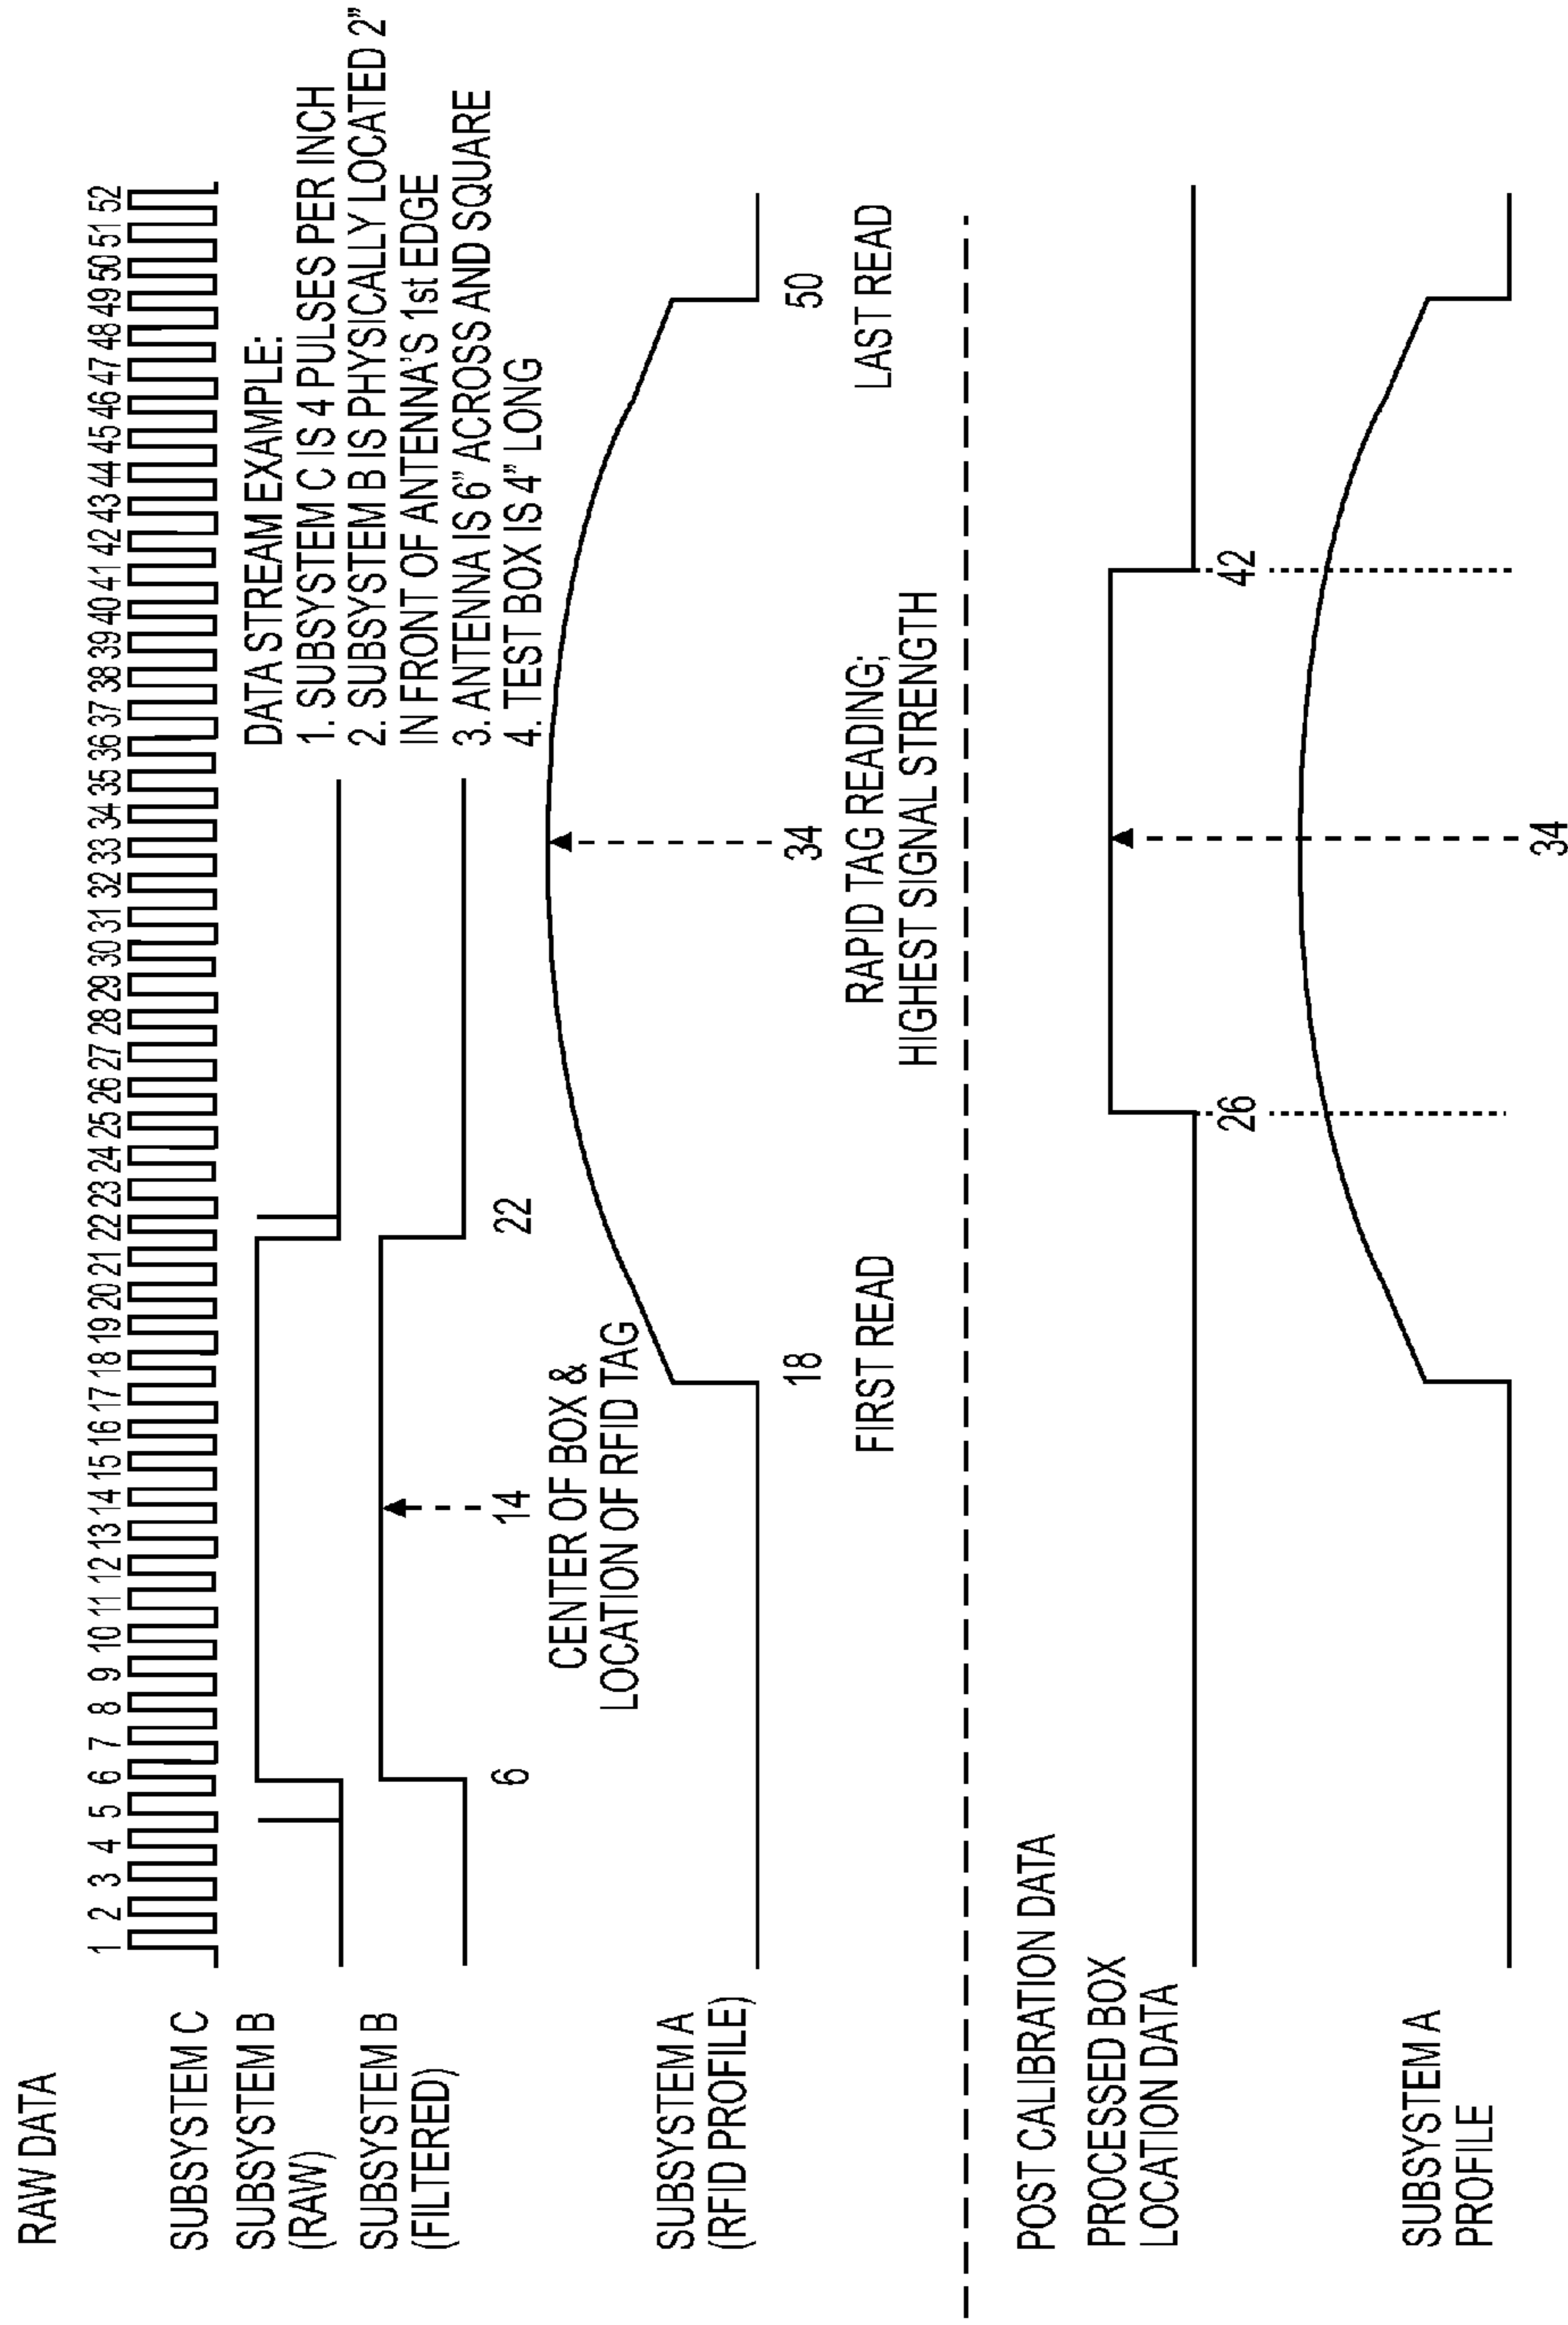 RAW DATA
1 2 3 4 5 6 7 8 9 10 11 12 13 14 15 16 17 18 19 20 21 22 23 24 25 26 27 28 29 30 31 32 33 34 35 36 37 38 39 40 41 42 43 44 45 46 47 48 49 50 51 52
SUBSYSTEM C
SUBSYSTEM B
(RAW)
DATA STREAM EXAMPLE:
1. SUBSYSTEM C IS 4 PULSES PER INCH
2. SUBSYSTEM B IS PHYSICALLY LOCATED 2”
IN FRONT OF ANTENNA’S 1st EDGE
3. ANTENNA IS 6” ACROSS AND SQUARE
4. TEST BOX IS 4” LONG
SUBSYSTEM B
(FILTERED)
6
14
22
CENTER OF BOX &
LOCATION OF RFID TAG
SUBSYSTEM A
(RFID PROFILE)
18
34
50
FIRST READ
RAPID TAG READING;
HIGHEST SIGNAL STRENGTH
LAST READ
POST CALIBRATION DATA
PROCESSED BOX
LOCATION DATA
26
42
SUBSYSTEM A
PROFILE
34